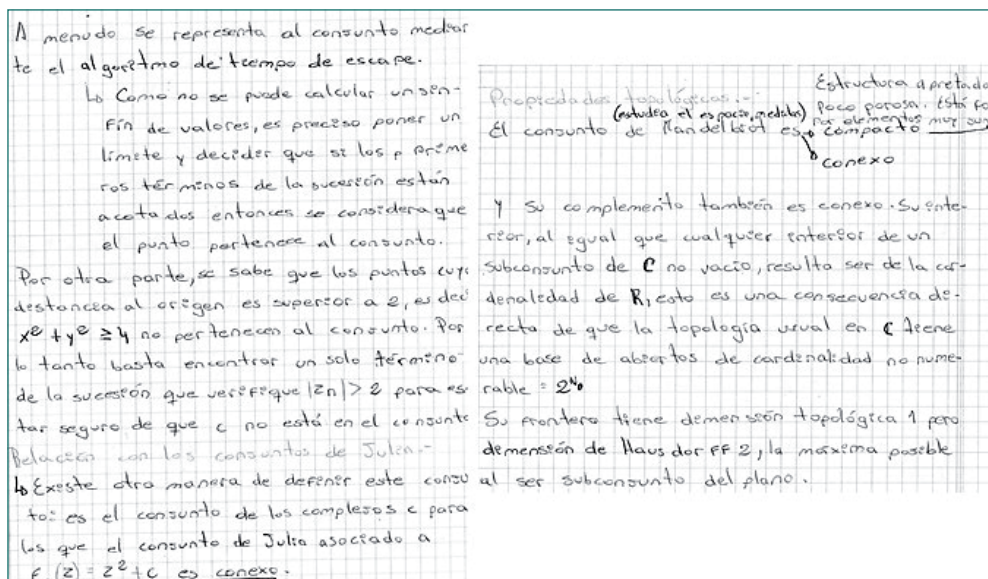 A menudo se representa al conjunto median
te el algoritmo de tiempo de escape.
↳ Como no se puede calcular un sin-
fín de valores, es preciso poner un
límite y decidir que si los p prime
ros términos de la sucesión están
acotados entonces se considera que
el punto pertenece al conjunto.
Por otra parte, se sabe que los puntos cuya
distancia al origen es superior a 2, es deci
x² + y² ≥ 4 no pertenecen al conjunto. Por
lo tanto basta encontrar un solo término
de la sucesión que verifique |zn| > 2 para es
tar seguro de que c no está en el conjunto
Relación con los conjuntos de Julia.-
↳ Existe otra manera de definir este conju
to: es el conjunto de los complejos c para
los que el conjunto de Julia asociado a
f (z) = z² + c es conexo.
Propiedades topológicas.-
(estudia el espacio, medidas)
Estructura apretada
poco porosa. Está fo
por elementos muy
El conjunto de Mandelbrot es compacto
conexo
Y su complemento también es conexo. Su inte-
rior, al igual que cualquier interior de un
subconjunto de C no vacío, resulta ser de la car-
dinalidad de R, esto es una consecuencia di-
recta de que la topología usual en C tiene
una base de abiertos de cardinalidad no nume-
rable = 2^ℵ₀
Su frontera tiene dimensión topológica 1 pero
dimensión de Hausdorff 2, la máxima posible
al ser subconjunto del plano.